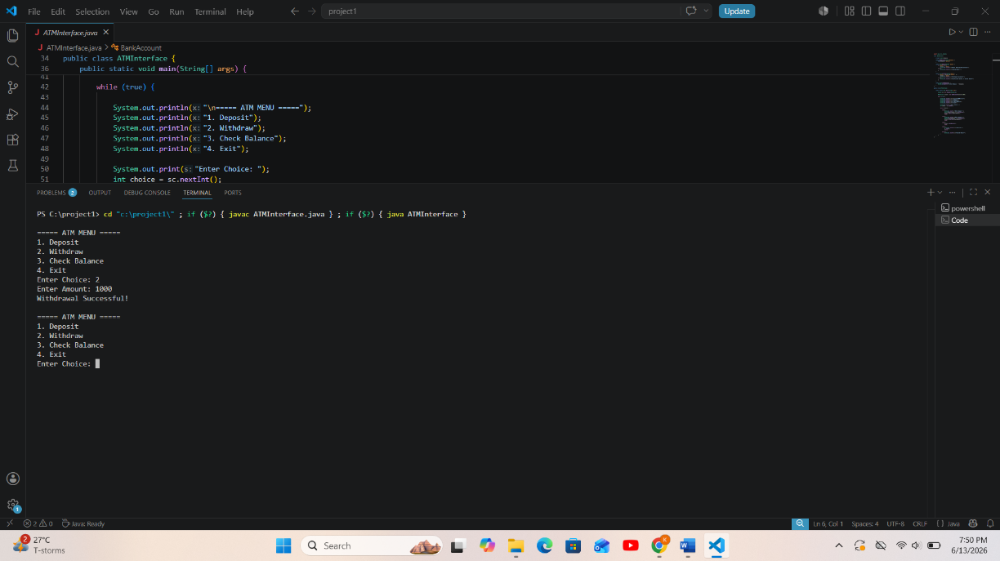 File Edit Selection View Go Run Terminal Help
project1
Update
J ATMInterface.java
J ATMInterface.java > BankAccount
34 public class ATMInterface {
36 public static void main(String[] args) {
41
42 while (true) {
43
44 System.out.println(x: "\n===== ATM MENU =====");
45 System.out.println(x: "1. Deposit");
46 System.out.println(x: "2. Withdraw");
47 System.out.println(x: "3. Check Balance");
48 System.out.println(x: "4. Exit");
49
50 System.out.print(s: "Enter Choice: ");
51 int choice = sc.nextInt();
PROBLEMS 2 OUTPUT DEBUG CONSOLE TERMINAL PORTS
powershell
Code
PS C:\project1> cd "c:\project1\" ; if ($?) { javac ATMInterface.java } ; if ($?) { java ATMInterface }
===== ATM MENU =====
1. Deposit
2. Withdraw
3. Check Balance
4. Exit
Enter Choice: 2
Enter Amount: 1000
Withdrawal Successful!
===== ATM MENU =====
1. Deposit
2. Withdraw
3. Check Balance
4. Exit
Enter Choice:
1
2 0 Java: Ready
Ln 6, Col 1 Spaces: 4 UTF-8 CRLF { } Java
2
27°C
T-storms
Search
K
W
7:50 PM
6/13/2026